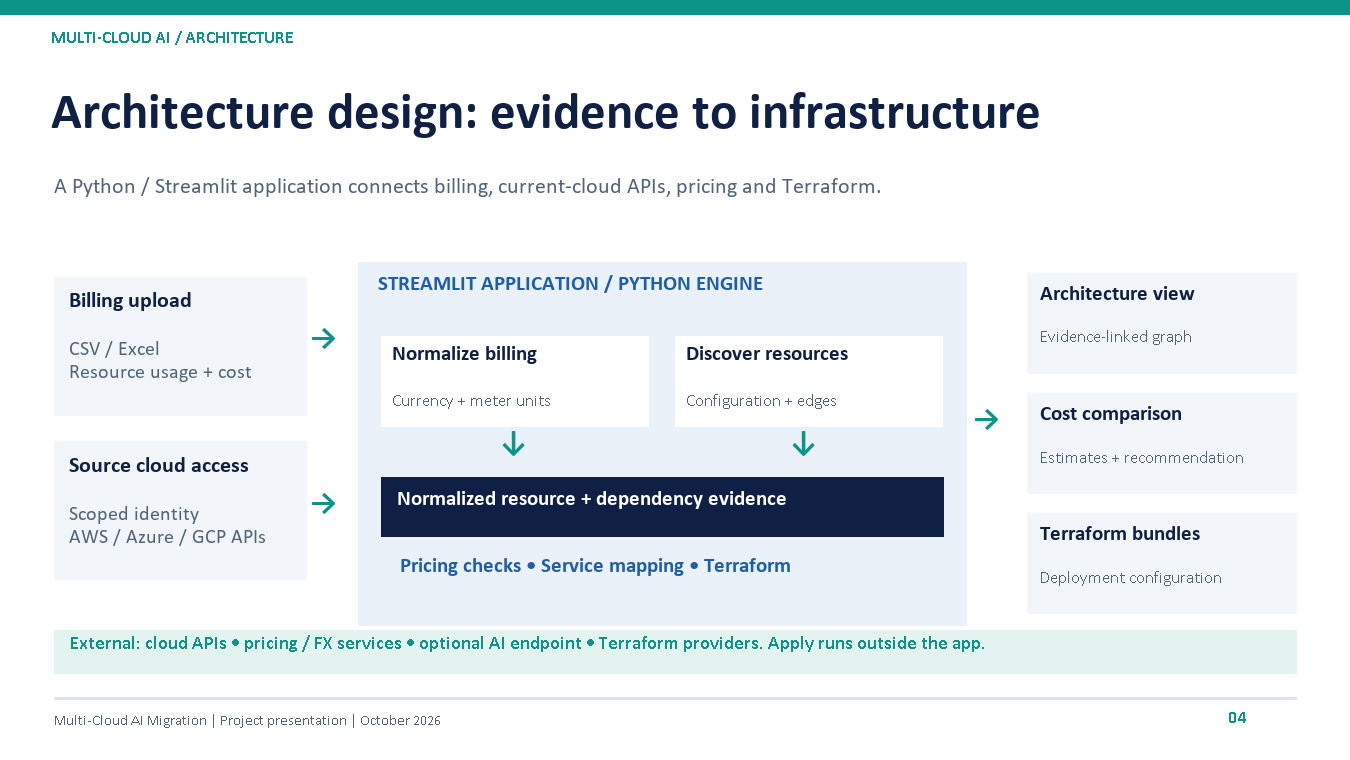 MULTI-CLOUD AI / ARCHITECTURE
Architecture design: evidence to infrastructure
A Python / Streamlit application connects billing, current-cloud APIs, pricing and Terraform.
Billing upload
CSV / Excel
Resource usage + cost
→
Source cloud access
Scoped identity
AWS / Azure / GCP APIs
→
STREAMLIT APPLICATION / PYTHON ENGINE
Normalize billing
Currency + meter units
↓
Discover resources
Configuration + edges
↓
Normalized resource + dependency evidence
Pricing checks • Service mapping • Terraform
→
Architecture view
Evidence-linked graph
Cost comparison
Estimates + recommendation
Terraform bundles
Deployment configuration
External: cloud APIs • pricing / FX services • optional AI endpoint • Terraform providers. Apply runs outside the app.
Multi-Cloud AI Migration | Project presentation | October 2026
04